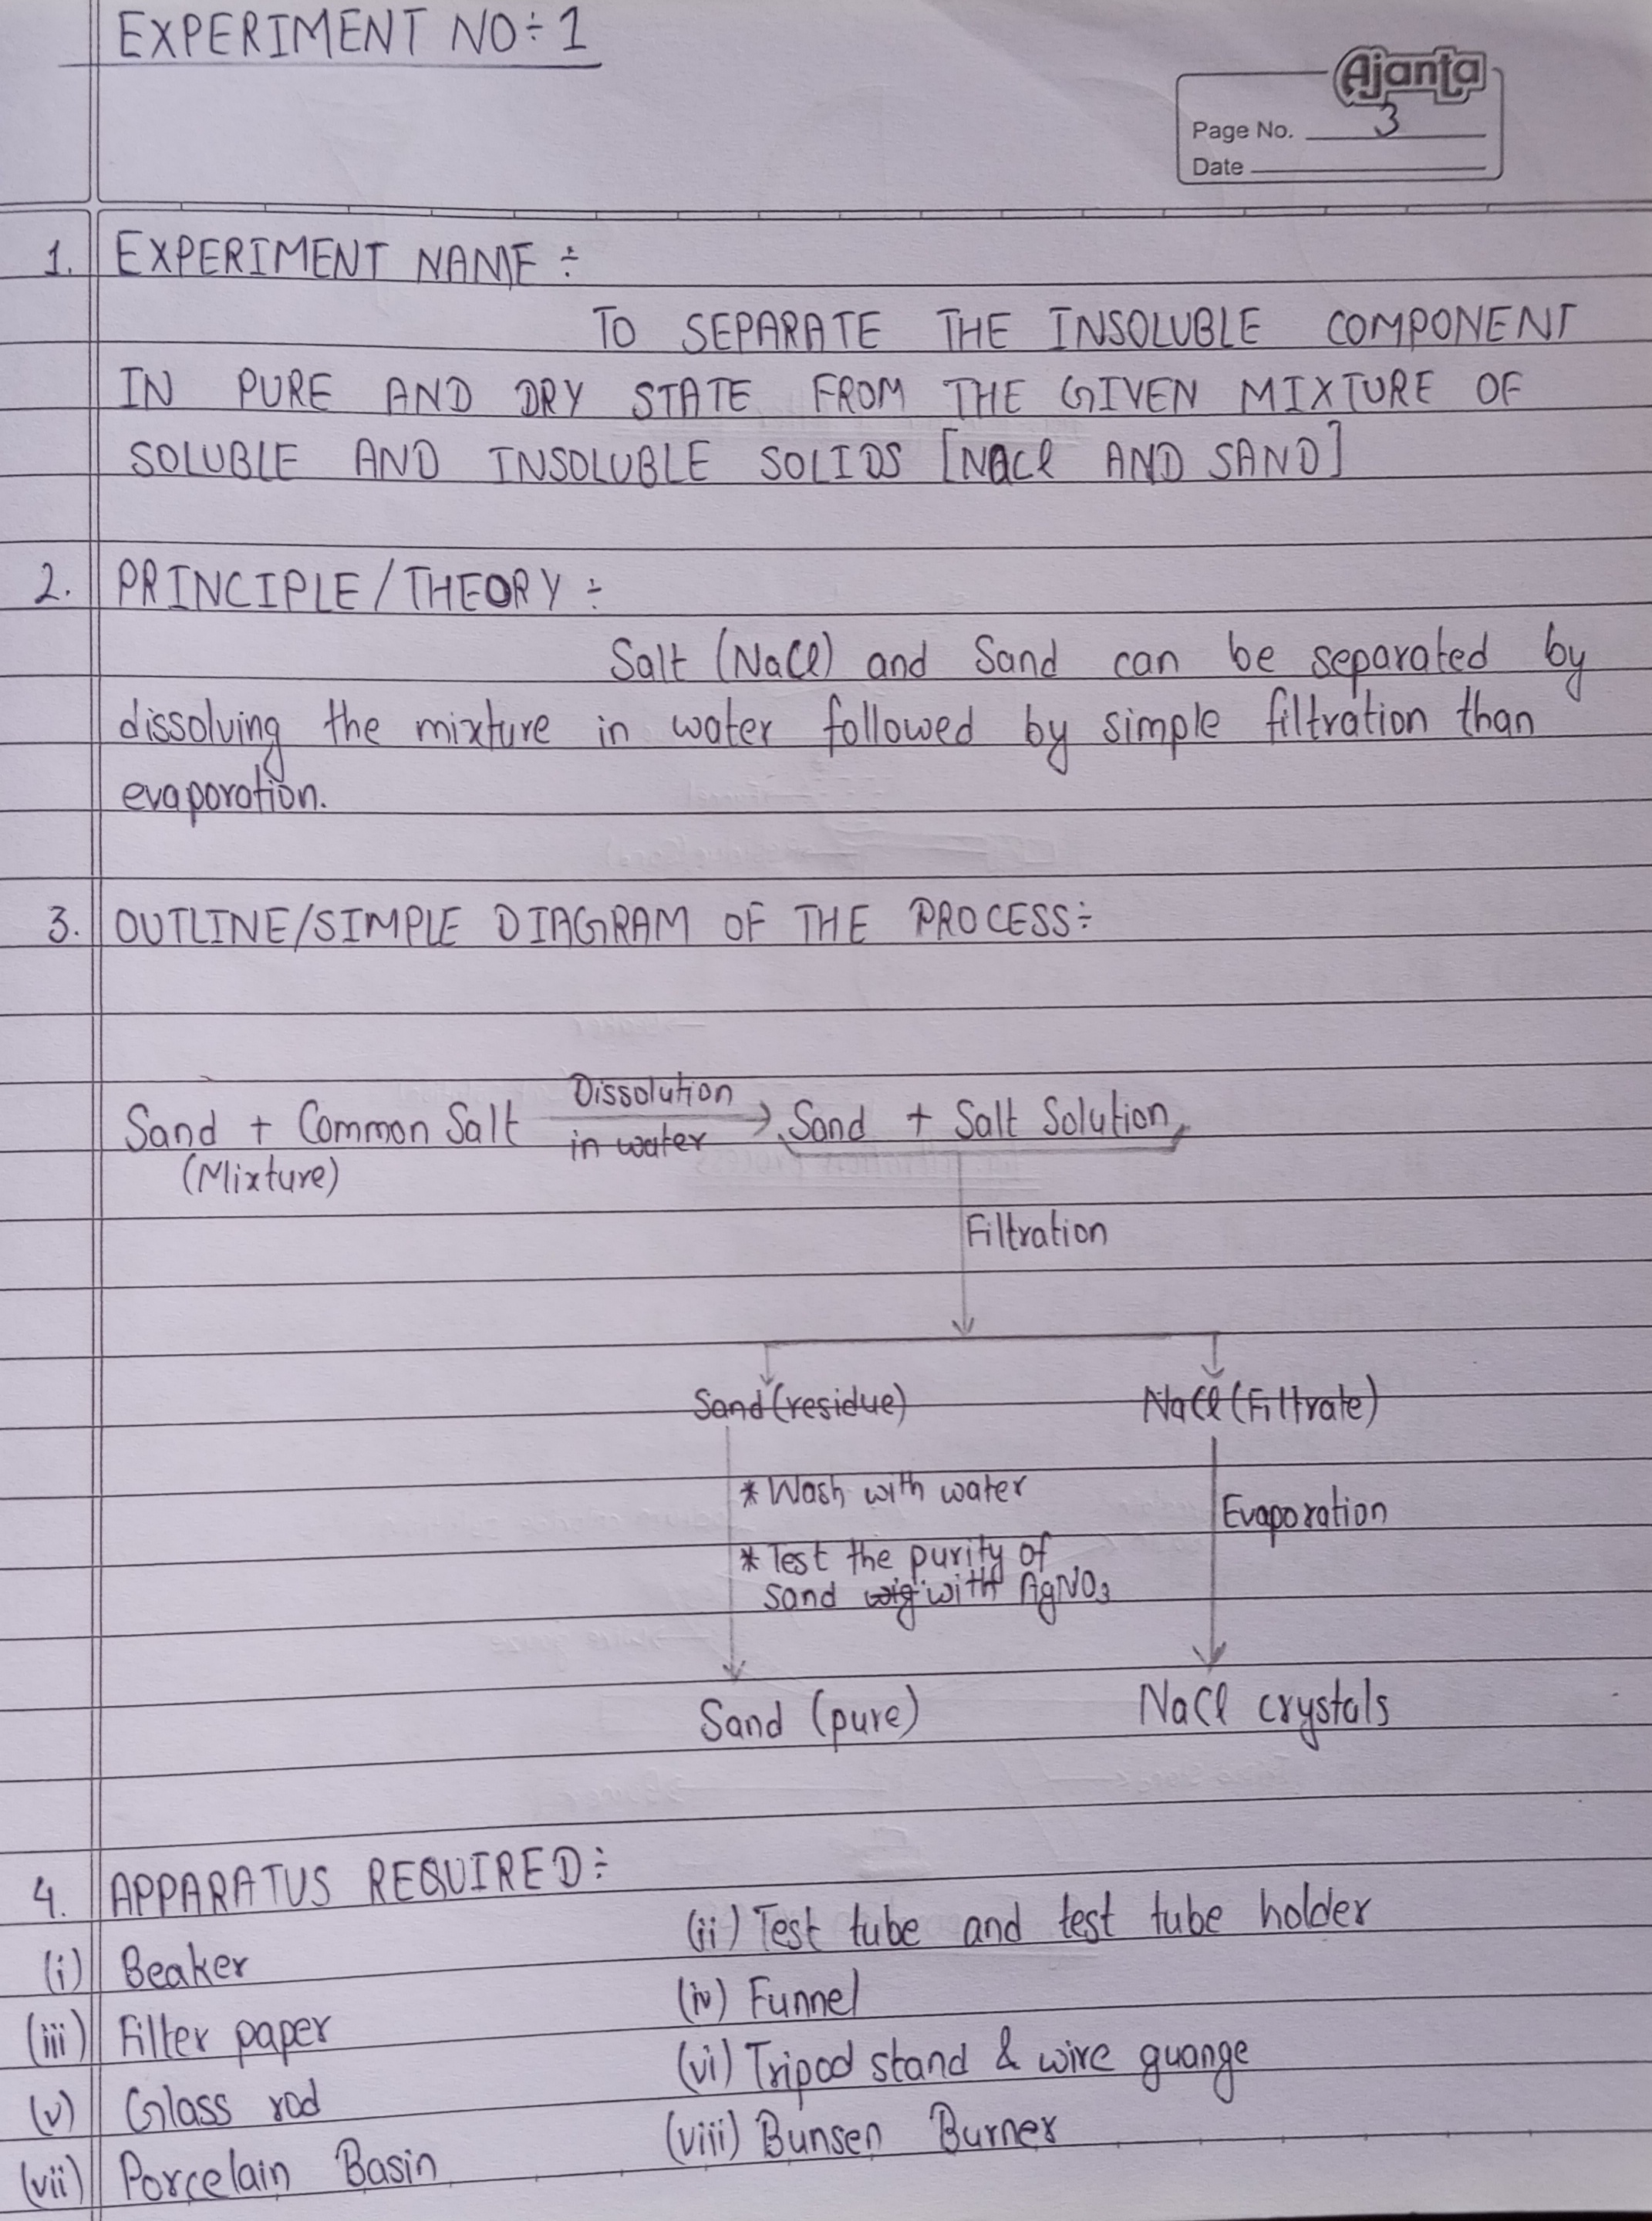 EXPERIMENT NO÷ 1
Ajanta
Page No. 3
Date
1. EXPERIMENT NAME ÷
TO SEPARATE THE INSOLUBLE COMPONENT
IN PURE AND DRY STATE FROM THE GIVEN MIXTURE OF
SOLUBLE AND INSOLUBLE SOLIDS [NaCl AND SAND]
2. PRINCIPLE/THEORY ÷
Salt (NaCl) and Sand can be separated by
dissolving the mixture in water followed by simple filtration than
evaporation.
3. OUTLINE/SIMPLE DIAGRAM OF THE PROCESS÷
Sand + Common Salt Dissolution in water Sand + Salt Solution
(Mixture)
Filtration
Sand (residue) NaCl (Filtrate)
* Wash with water
Evaporation
* Test the purity of
sand with AgNO3
Sand (pure) NaCl crystals
4. APPARATUS REQUIRED÷
(i) Beaker (ii) Test tube and test tube holder
(iii) Filter paper (iv) Funnel
(v) Glass rod (vi) Tripod stand & wire guange
(vii) Porcelain Basin (viii) Bunsen Burner